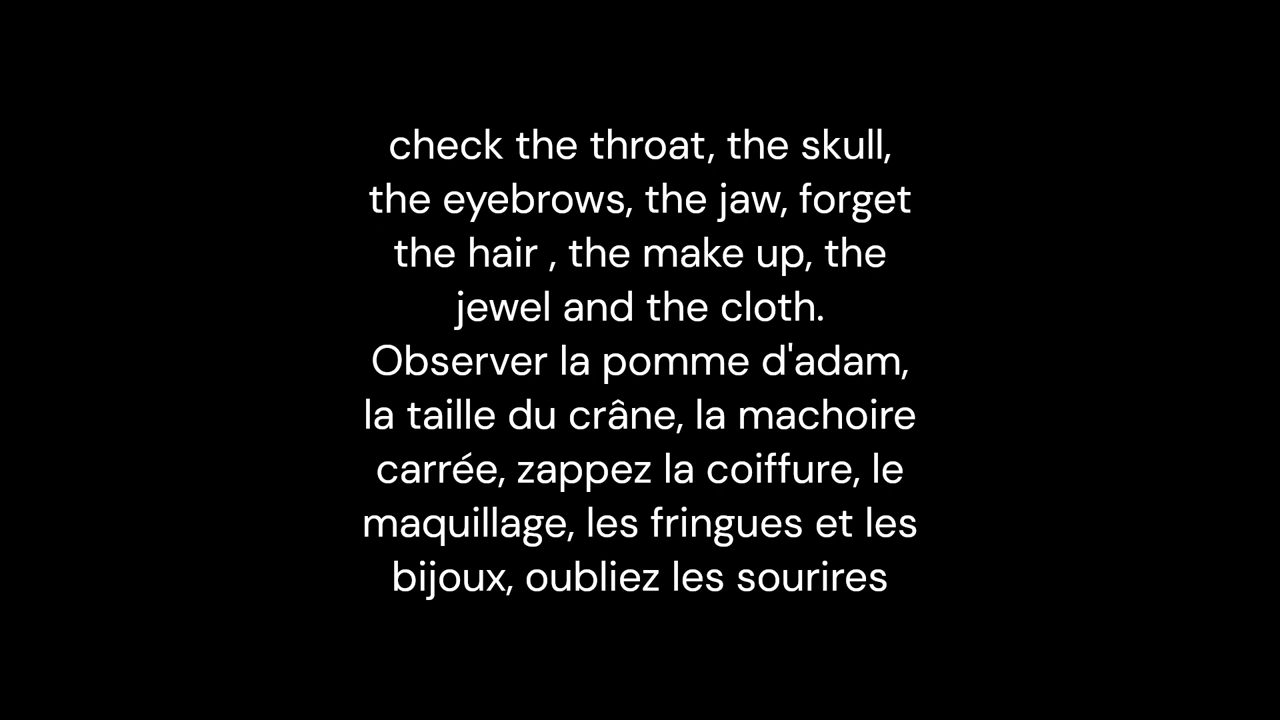 check the throat, the skull,
the eyebrows, the jaw, forget
the hair , the make up, the
jewel and the cloth.
Observer la pomme d'adam,
la taille du crâne, la machoire
carrée, zappez la coiffure, le
maquillage, les fringues et les
bijoux, oubliez les sourires